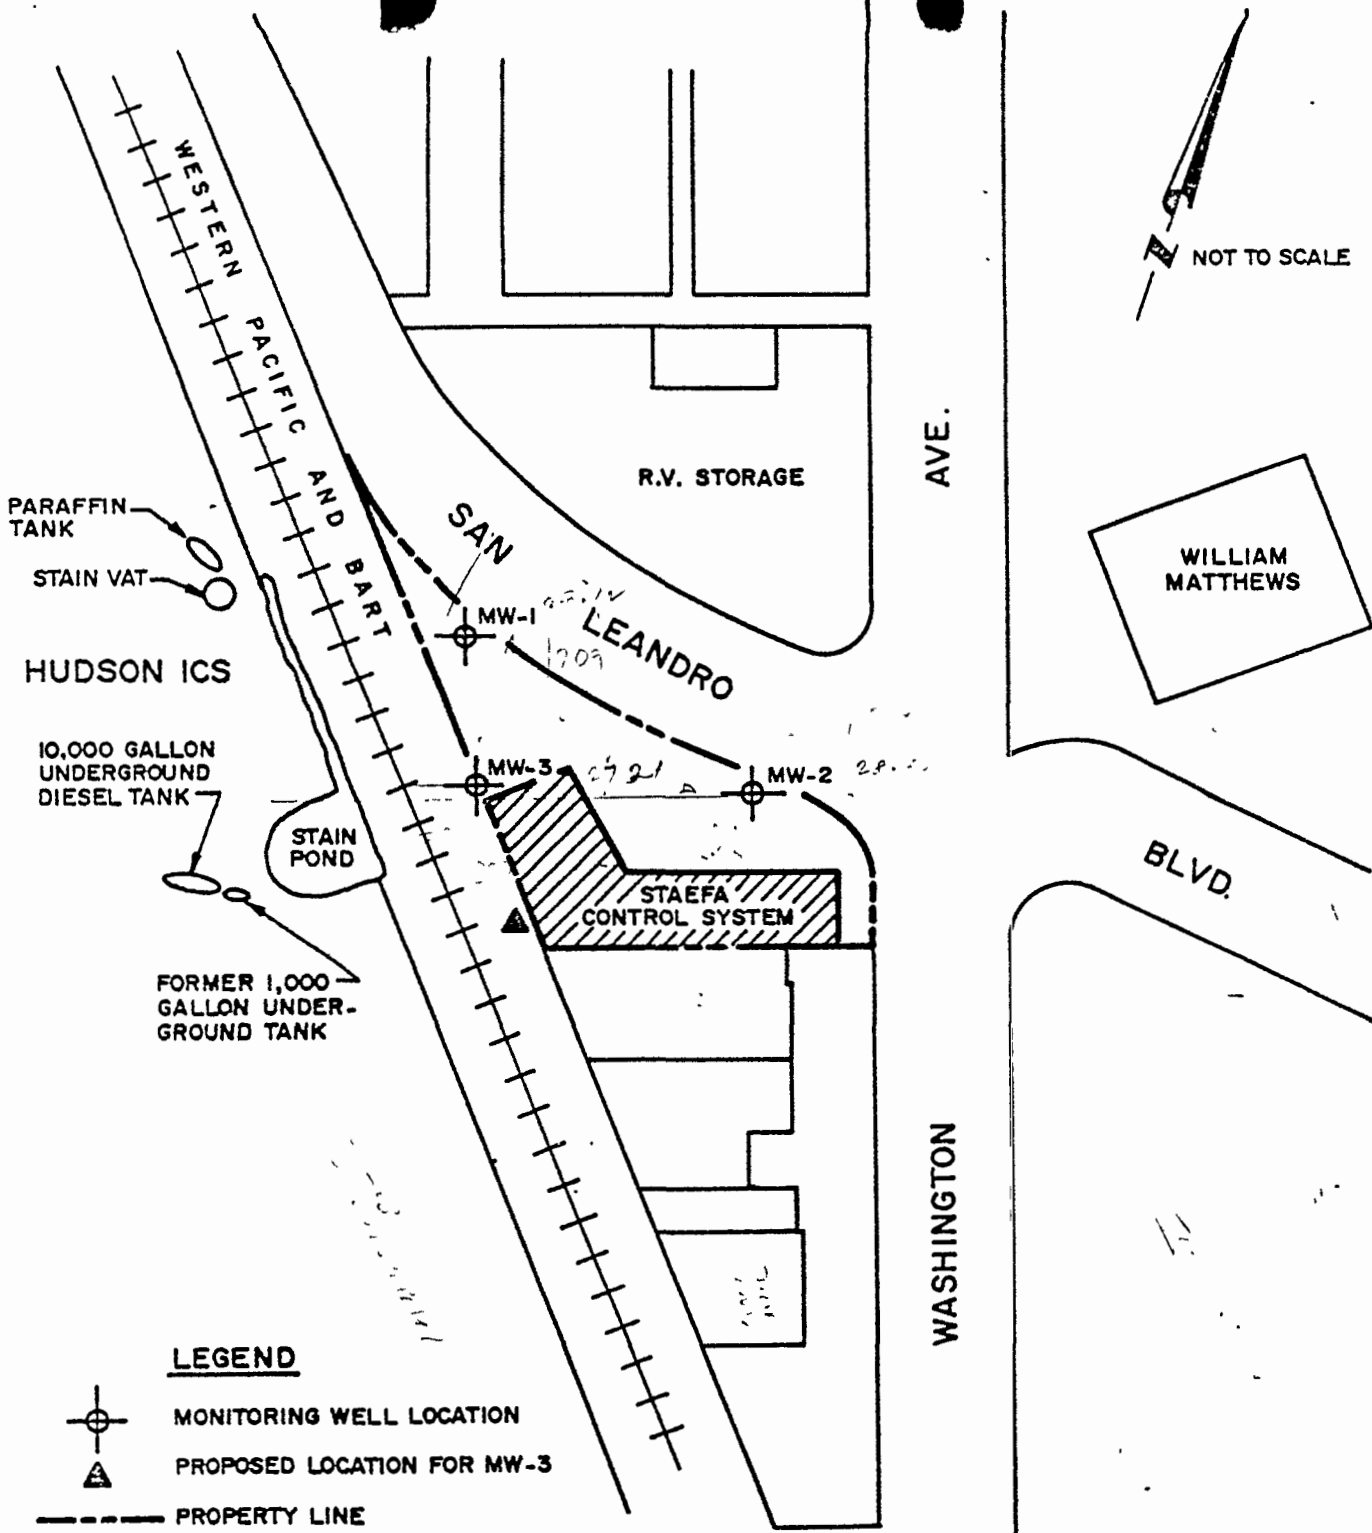 WESTERN PACIFIC AND BART
N
NOT TO SCALE
AVE.
R.V. STORAGE
PARAFFIN
TANK
STAIN VAT
SAN LEANDRO
WILLIAM
MATTHEWS
MW-1
1709
HUDSON ICS
10,000 GALLON
UNDERGROUND
DIESEL TANK
MW-3
MW-2
STAIN
POND
BLVD.
STAEFA
CONTROL SYSTEM
FORMER 1,000
GALLON UNDER-
GROUND TANK
WASHINGTON
LEGEND
MONITORING WELL LOCATION
PROPOSED LOCATION FOR MW-3
PROPERTY LINE